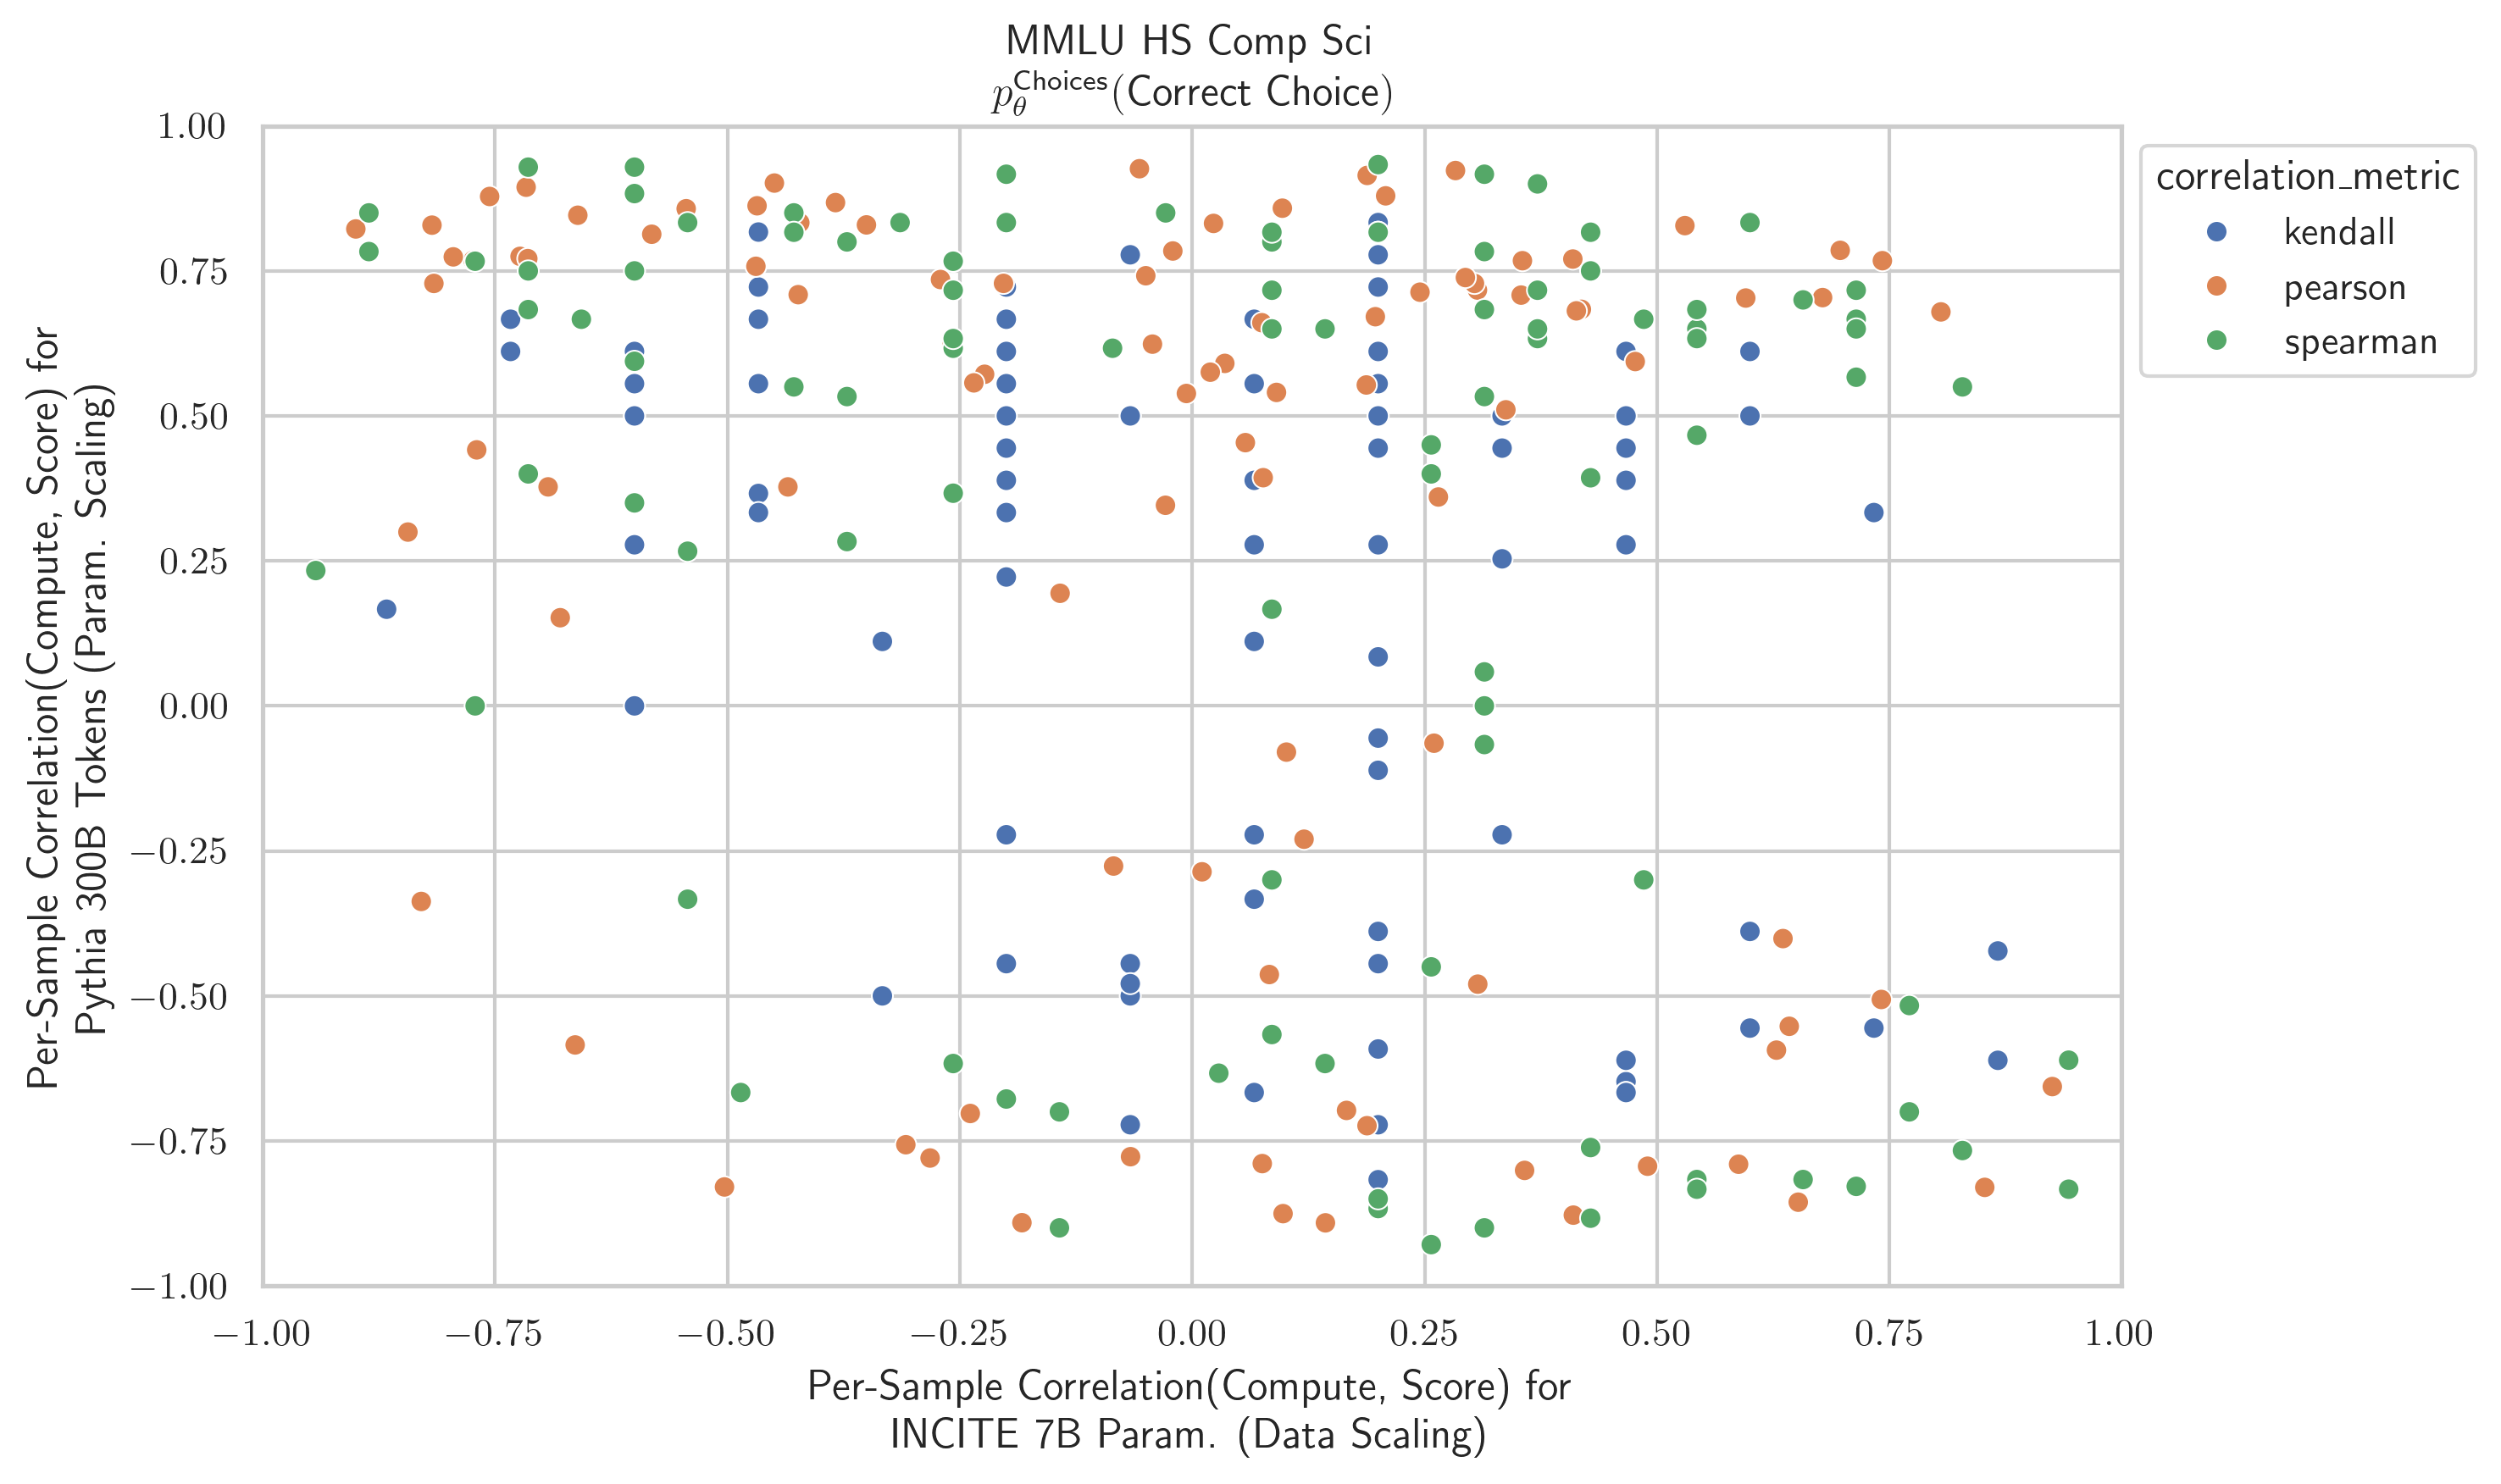 MMLU HS Comp Sci
p_θ^Choices(Correct Choice)
Per-Sample Correlation(Compute, Score) for
Pythia 300B Tokens (Param. Scaling)
1.00
0.75
0.50
0.25
0.00
−0.25
−0.50
−0.75
−1.00
−1.00 −0.75 −0.50 −0.25 0.00 0.25 0.50 0.75 1.00
Per-Sample Correlation(Compute, Score) for
INCITE 7B Param. (Data Scaling)
correlation_metric
kendall
pearson
spearman